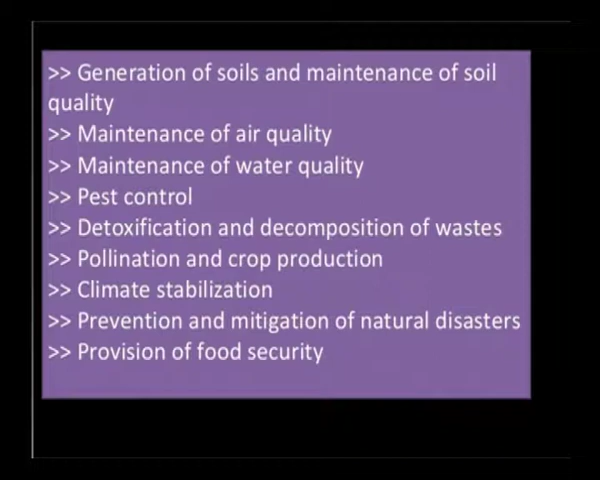 >> Generation of soils and maintenance of soil
quality
>> Maintenance of air quality
>> Maintenance of water quality
>> Pest control
>> Detoxification and decomposition of wastes
>> Pollination and crop production
>> Climate stabilization
>> Prevention and mitigation of natural disasters
>> Provision of food security